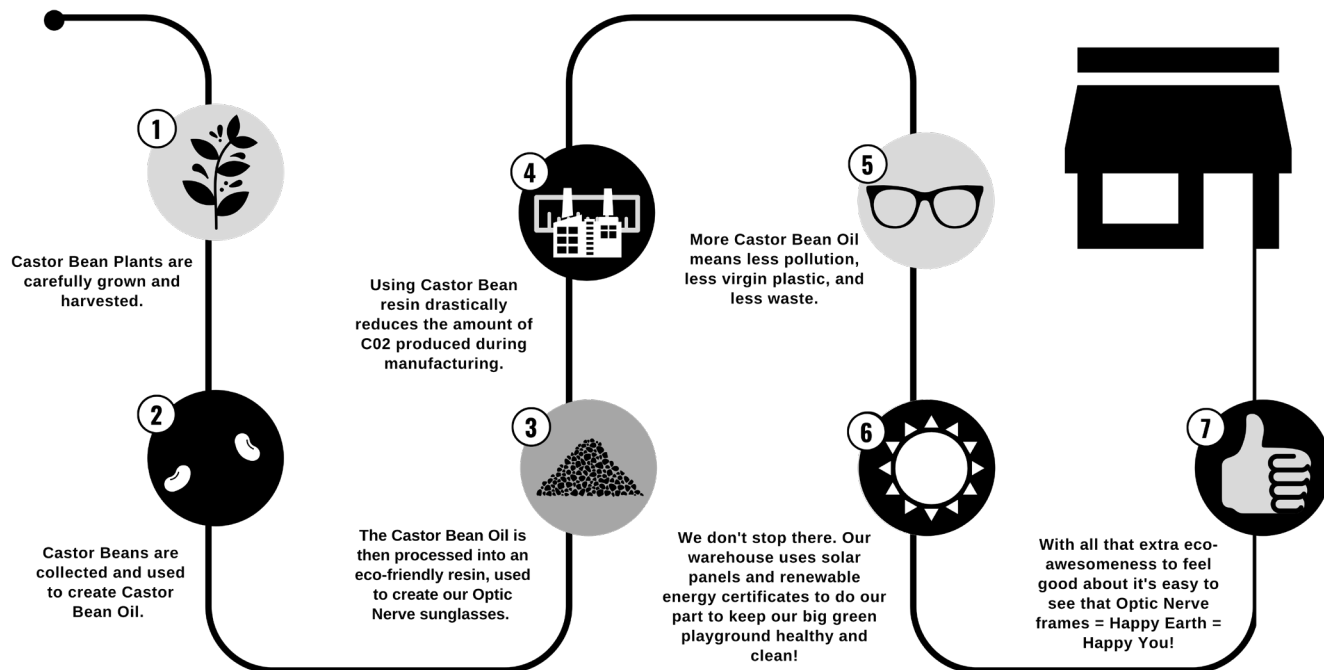 1
Castor Bean Plants are
carefully grown and
harvested.
2
Castor Beans are
collected and used
to create Castor
Bean Oil.
3
The Castor Bean Oil is
then processed into an
eco-friendly resin, used
to create our Optic
Nerve sunglasses.
4
Using Castor Bean
resin drastically
reduces the amount of
C02 produced during
manufacturing.
5
More Castor Bean Oil
means less pollution,
less virgin plastic, and
less waste.
6
We don't stop there. Our
warehouse uses solar
panels and renewable
energy certificates to do our
part to keep our big green
playground healthy and
clean!
7
With all that extra eco-
awesomeness to feel
good about it's easy to
see that Optic Nerve
frames = Happy Earth =
Happy You!